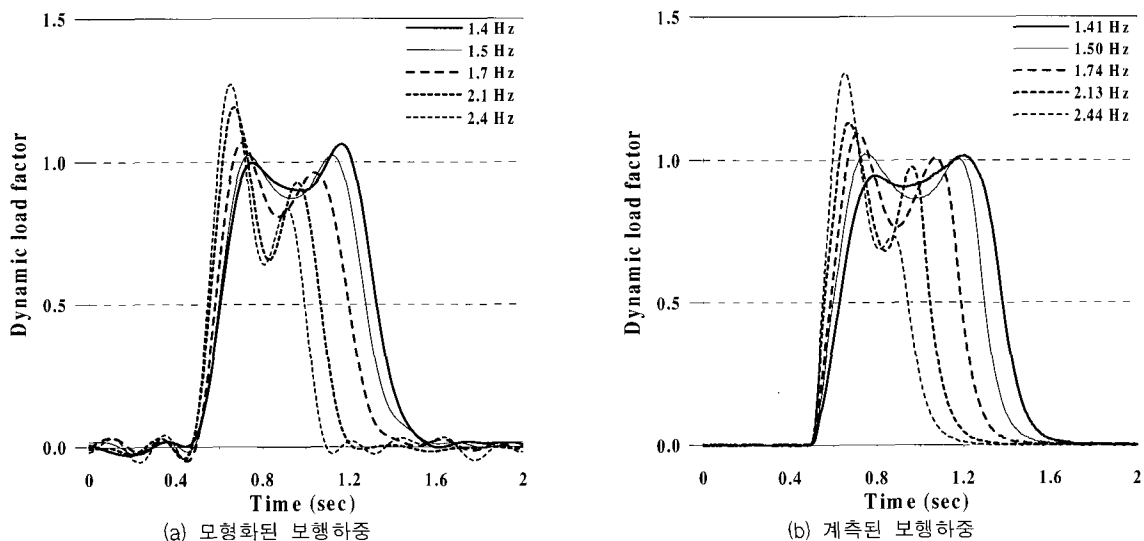 1.5
1.0
0.5
0.0
Dynamic load factor
1.4 Hz
1.5 Hz
1.7 Hz
2.1 Hz
2.4 Hz
0 0.4 0.8 1.2 1.6 2
Time (sec)
(a) 모형화된 보행하중
1.5
1.0
0.5
0.0
Dynamic load factor
1.41 Hz
1.50 Hz
1.74 Hz
2.13 Hz
2.44 Hz
0 0.4 0.8 1.2 1.6 2
Time (sec)
(b) 계측된 보행하중